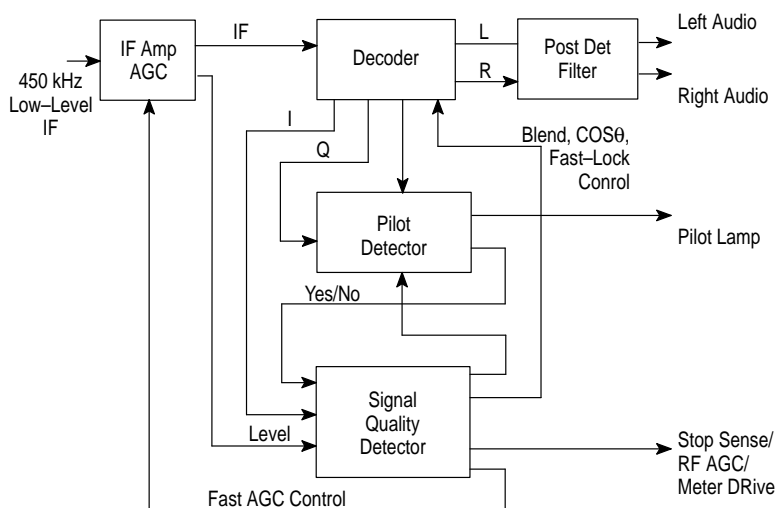 IF Amp
AGC
IF
Decoder
L
R
Post Det
Filter
Left Audio
Right Audio
450 kHz
Low–Level
IF
I
Q
Blend, COSθ,
Fast–Lock
Conrol
Pilot
Detector
Pilot Lamp
Yes/No
Signal
Quality
Detector
Level
Stop Sense/
RF AGC/
Meter DRive
Fast AGC Control